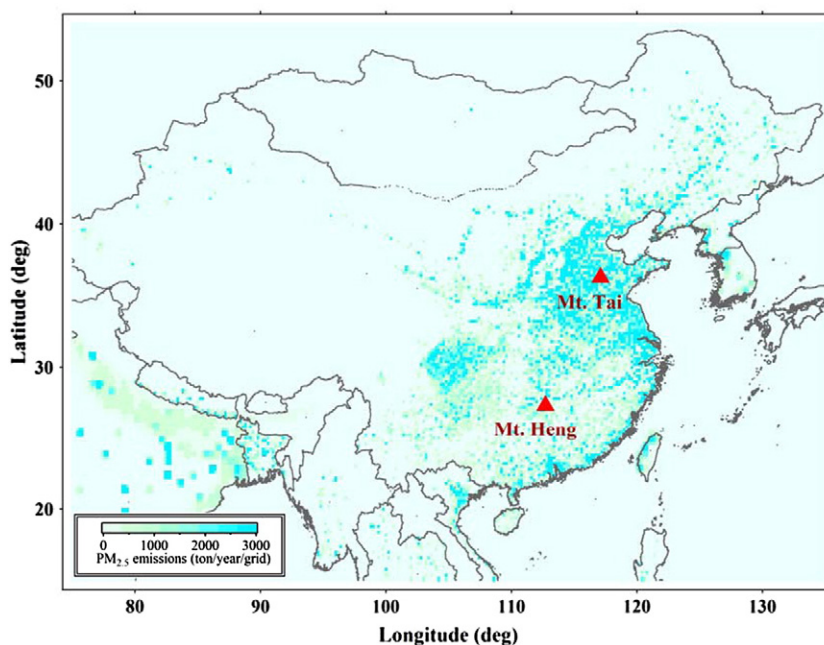 50
40
30
20
Latitude (deg)
Mt. Tai
Mt. Heng
0 1000 2000 3000
PM2.5 emissions (ton/year/grid)
80 90 100 110 120 130
Longitude (deg)